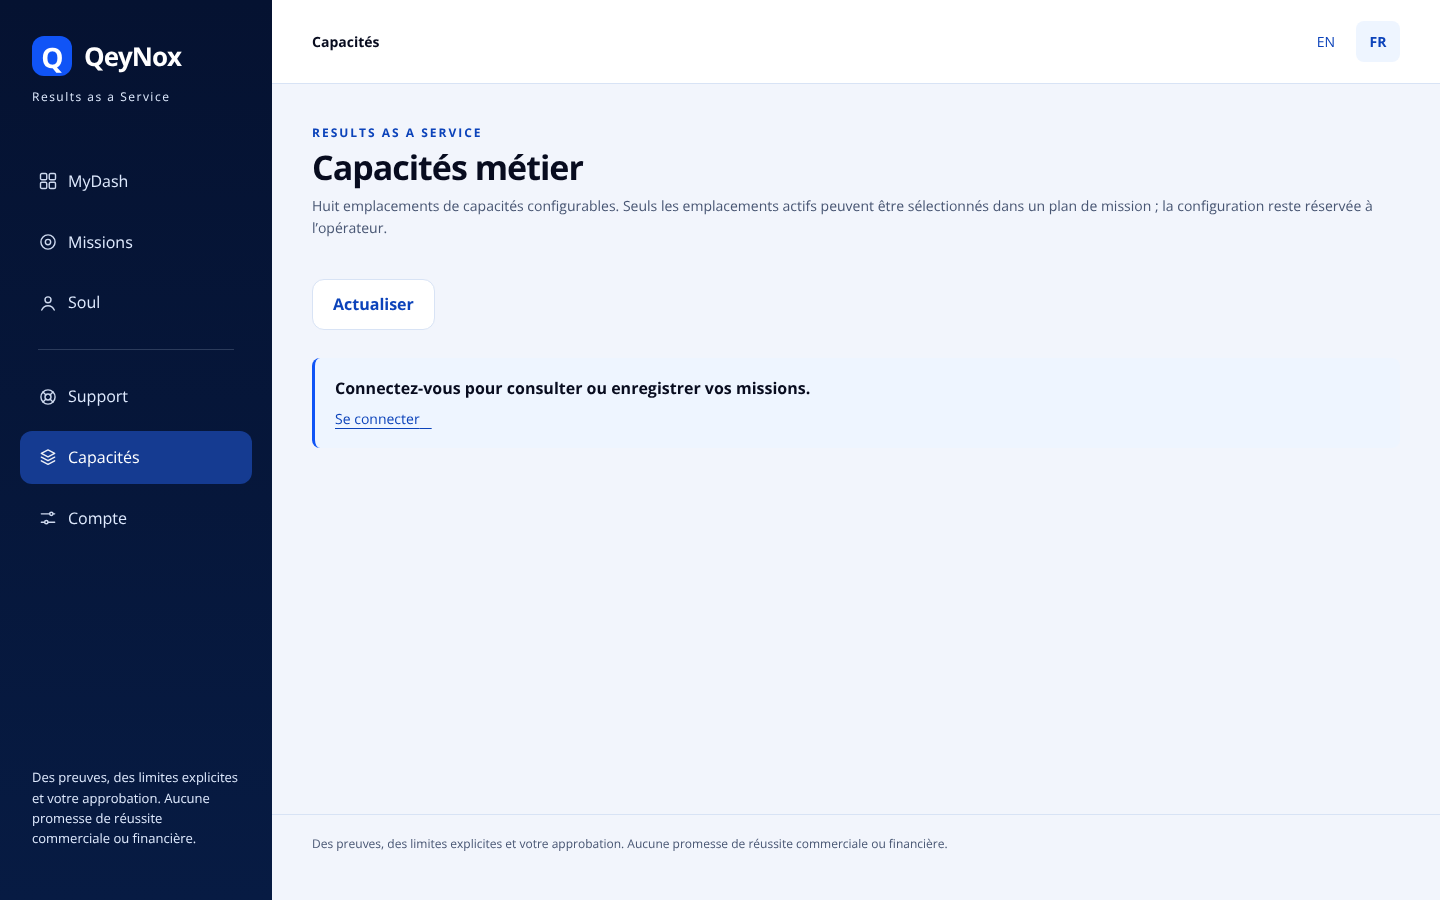 Q QeyNox
Results as a Service
MyDash
Missions
Soul
Support
Capacités
Compte
Des preuves, des limites explicites
et votre approbation. Aucune
promesse de réussite
commerciale ou financière.
Capacités
EN FR
RESULTS AS A SERVICE
Capacités métier
Huit emplacements de capacités configurables. Seuls les emplacements actifs peuvent être sélectionnés dans un plan de mission ; la configuration reste réservée à
l’opérateur.
Actualiser
Connectez-vous pour consulter ou enregistrer vos missions.
Se connecter
Des preuves, des limites explicites et votre approbation. Aucune promesse de réussite commerciale ou financière.